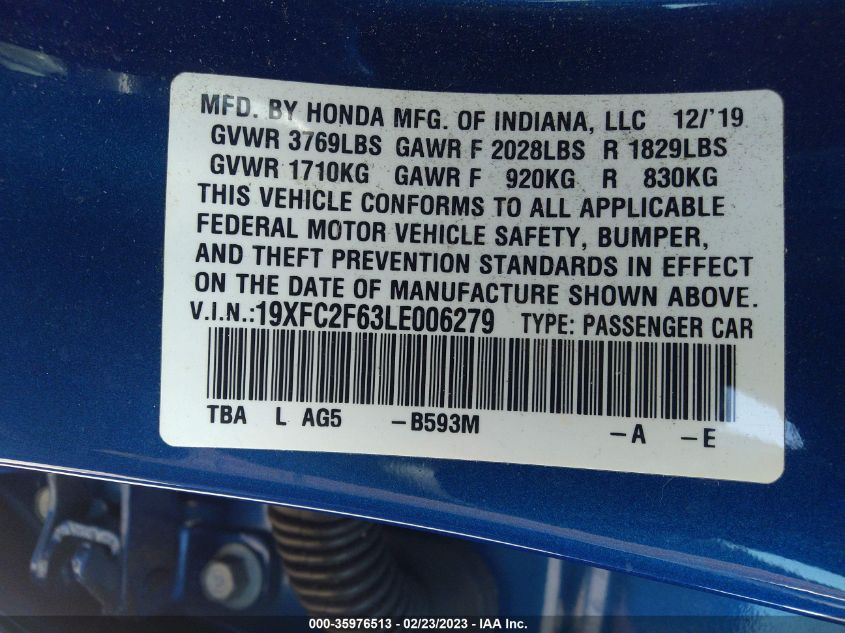 MFD. BY HONDA MFG. OF INDIANA, LLC 12/'19
GVWR 3769LBS GAWR F 2028LBS R 1829LBS
GVWR 1710KG GAWR F 920KG R 830KG
THIS VEHICLE CONFORMS TO ALL APPLICABLE
FEDERAL MOTOR VEHICLE SAFETY, BUMPER,
AND THEFT PREVENTION STANDARDS IN EFFECT
ON THE DATE OF MANUFACTURE SHOWN ABOVE.
V.I.N.:19XFC2F63LE006279 TYPE: PASSENGER CAR
TBA L AG5 –B593M –A –E
000-35976513 — 02/23/2023 — IAA Inc.